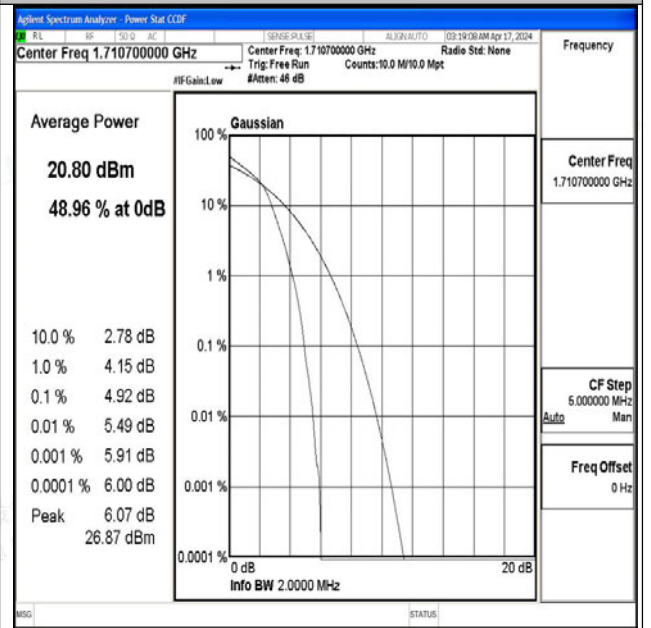 Agilent Spectrum Analyzer - Power Stat CCDF
RL RF 50 Ω AC SENSE:PULSE ALIGN AUTO 03:19:08 AM Apr 17, 2024
Center Freq 1.710700000 GHz
Center Freq: 1.710700000 GHz Radio Std: None
Trig: Free Run Counts:10.0 M/10.0 Mpt
#IFGain:Low #Atten: 46 dB
Frequency
Average Power
20.80 dBm
48.96 % at 0dB
10.0 % 2.78 dB
1.0 % 4.15 dB
0.1 % 4.92 dB
0.01 % 5.49 dB
0.001 % 5.91 dB
0.0001 % 6.00 dB
Peak 6.07 dB
26.87 dBm
Gaussian
100 %
10 %
1 %
0.1 %
0.01 %
0.001 %
0.0001 %
0 dB 20 dB
Info BW 2.0000 MHz
Center Freq
1.710700000 GHz
CF Step
5.000000 MHz
Auto Man
Freq Offset
0 Hz
MSG STATUS